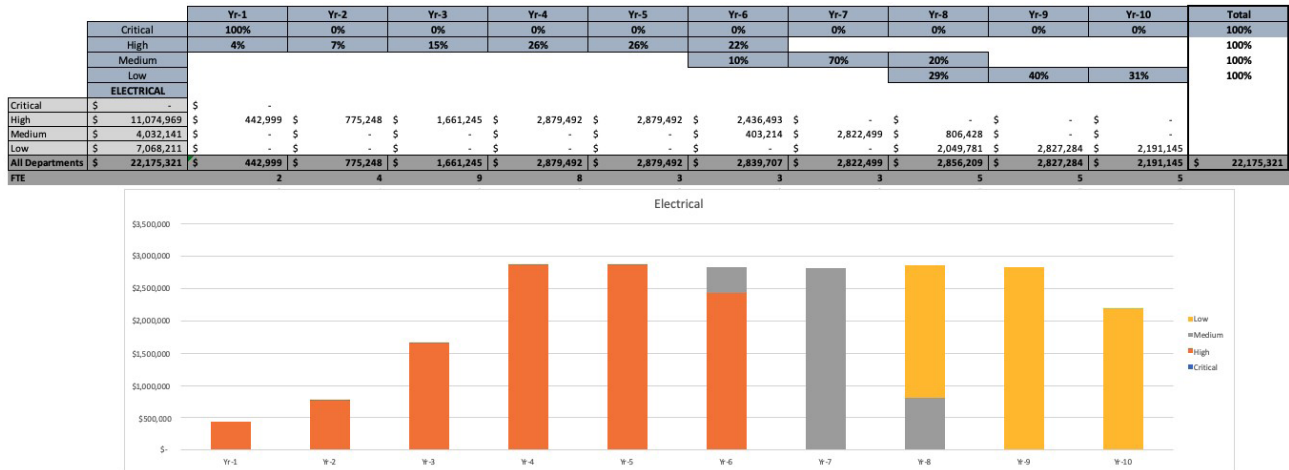 Yr-1 Yr-2 Yr-3 Yr-4 Yr-5 Yr-6 Yr-7 Yr-8 Yr-9 Yr-10 Total
Critical 100% 0% 0% 0% 0% 0% 0% 0% 0% 0% 100%
High 4% 7% 15% 26% 26% 22% 100%
Medium 10% 70% 20% 100%
Low 29% 40% 31% 100%
ELECTRICAL
Critical $ - $ -
High $ 11,074,969 $ 442,999 $ 775,248 $ 1,661,245 $ 2,879,492 $ 2,879,492 $ 2,436,493 $ - $ - $ - $ -
Medium $ 4,032,141 $ - $ - $ - $ - $ - $ 403,214 $ 2,822,499 $ 806,428 $ - $ -
Low $ 7,068,211 $ - $ - $ - $ - $ - $ - $ - $ 2,049,781 $ 2,827,284 $ 2,191,145
All Departments $ 22,175,321 $ 442,999 $ 775,248 $ 1,661,245 $ 2,879,492 $ 2,879,492 $ 2,839,707 $ 2,822,499 $ 2,856,209 $ 2,827,284 $ 2,191,145 $ 22,175,321
FTE 2 4 9 8 3 3 3 5 5 5
Electrical
$3,500,000
$3,000,000
$2,500,000
$2,000,000
$1,500,000
$1,000,000
$500,000
$-
Yr-1 Yr-2 Yr-3 Yr-4 Yr-5 Yr-6 Yr-7 Yr-8 Yr-9 Yr-10
Low
Medium
High
Critical